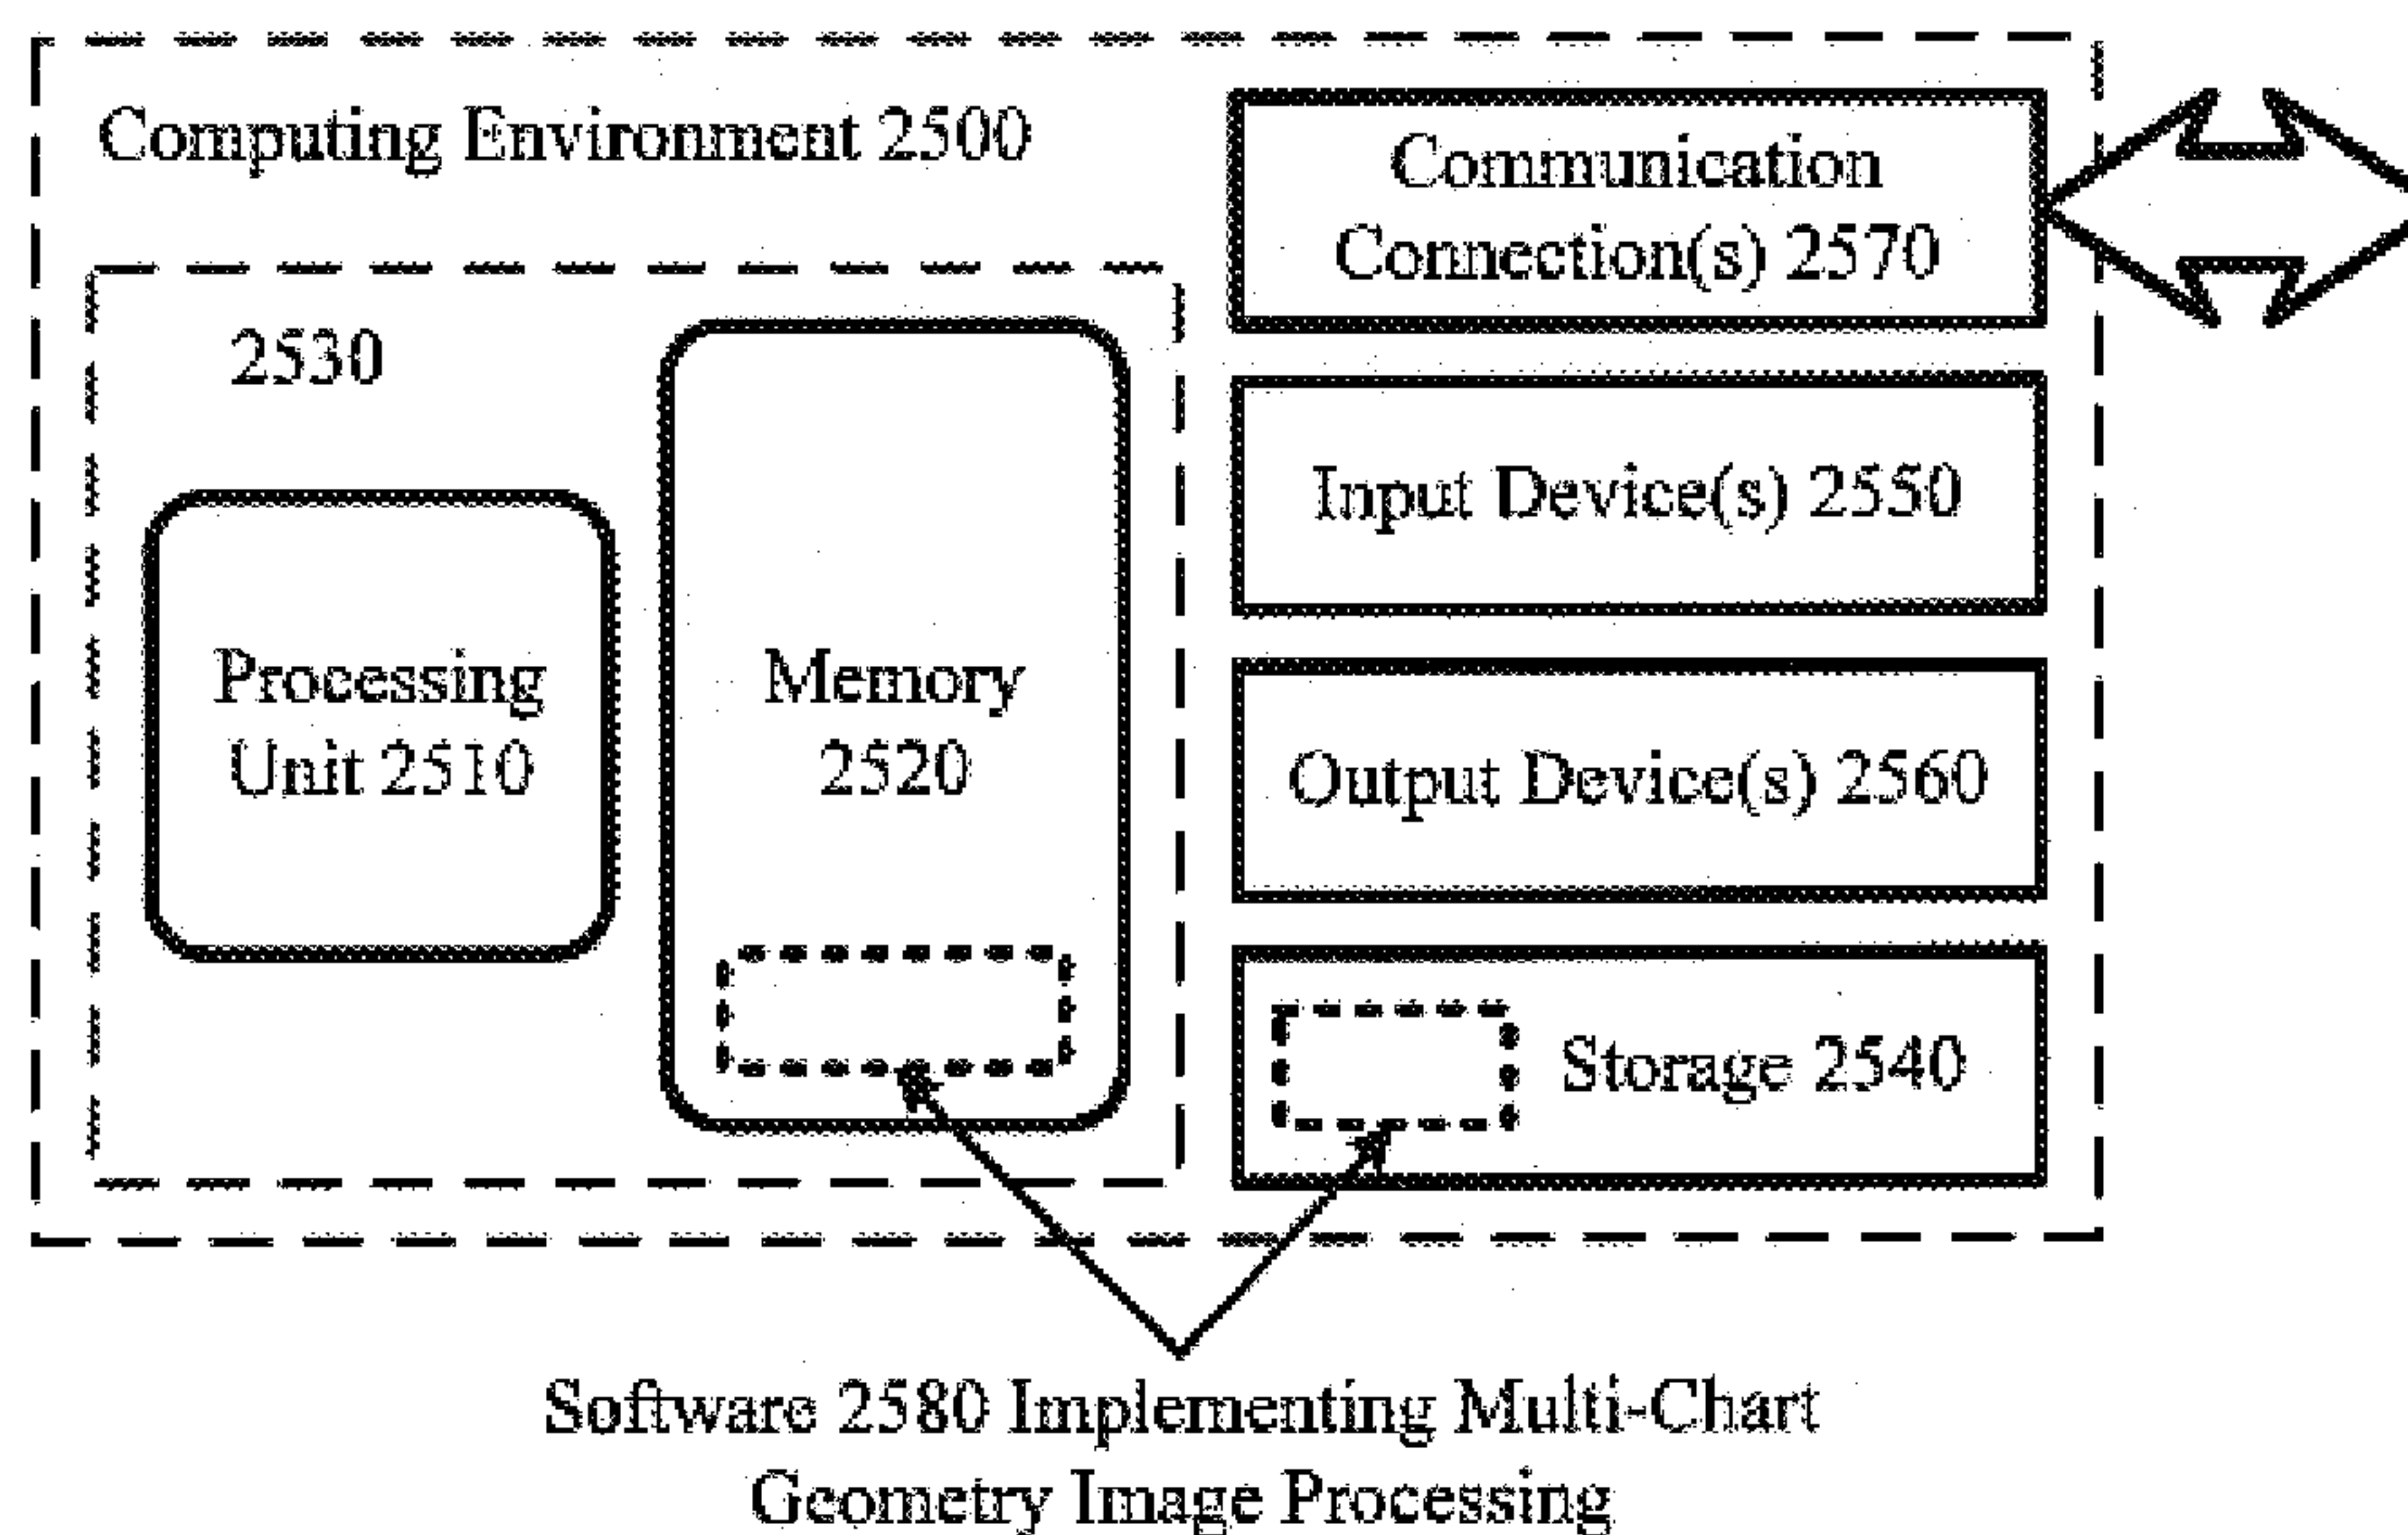 Computing Environment 2500
Communication
Connection(s) 2570
2530
Input Device(s) 2550
Processing
Unit 2510
Memory
2520
Output Device(s) 2560
Storage 2540
Software 2580 Implementing Multi-Chart
Geometry Image Processing